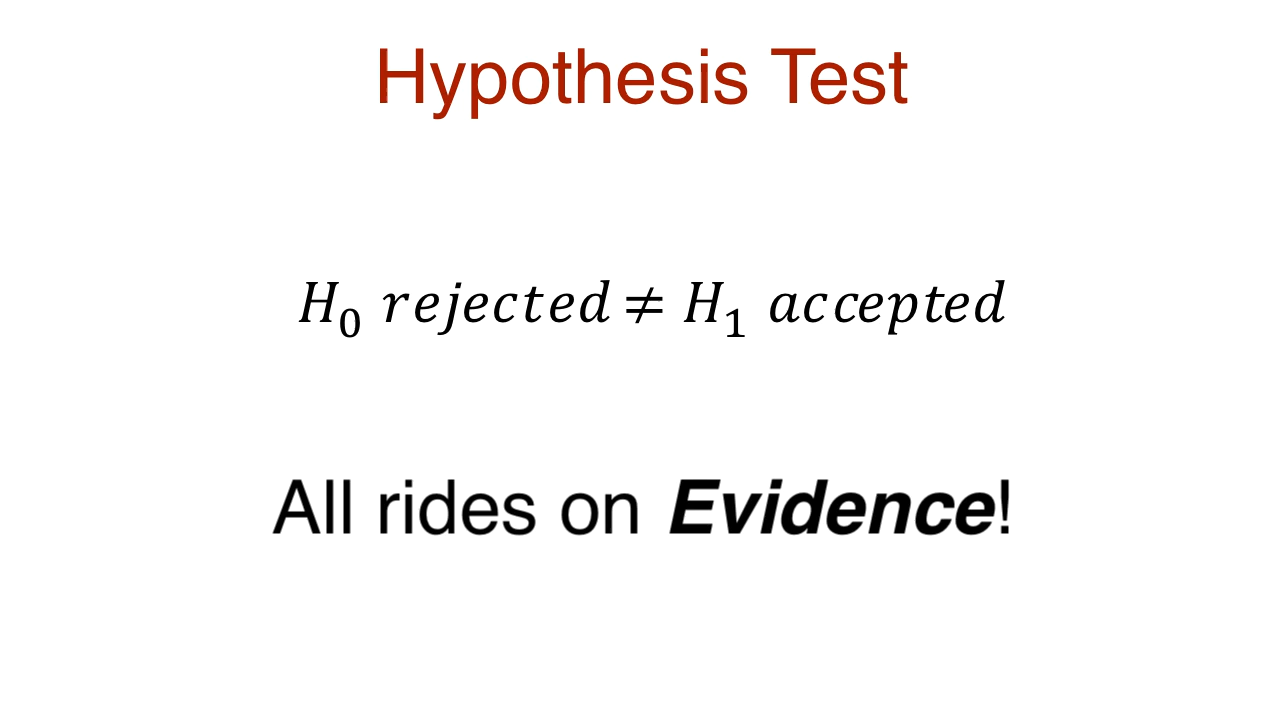 Hypothesis Test
H₀ rejected ≠ H₁ accepted
All rides on Evidence!